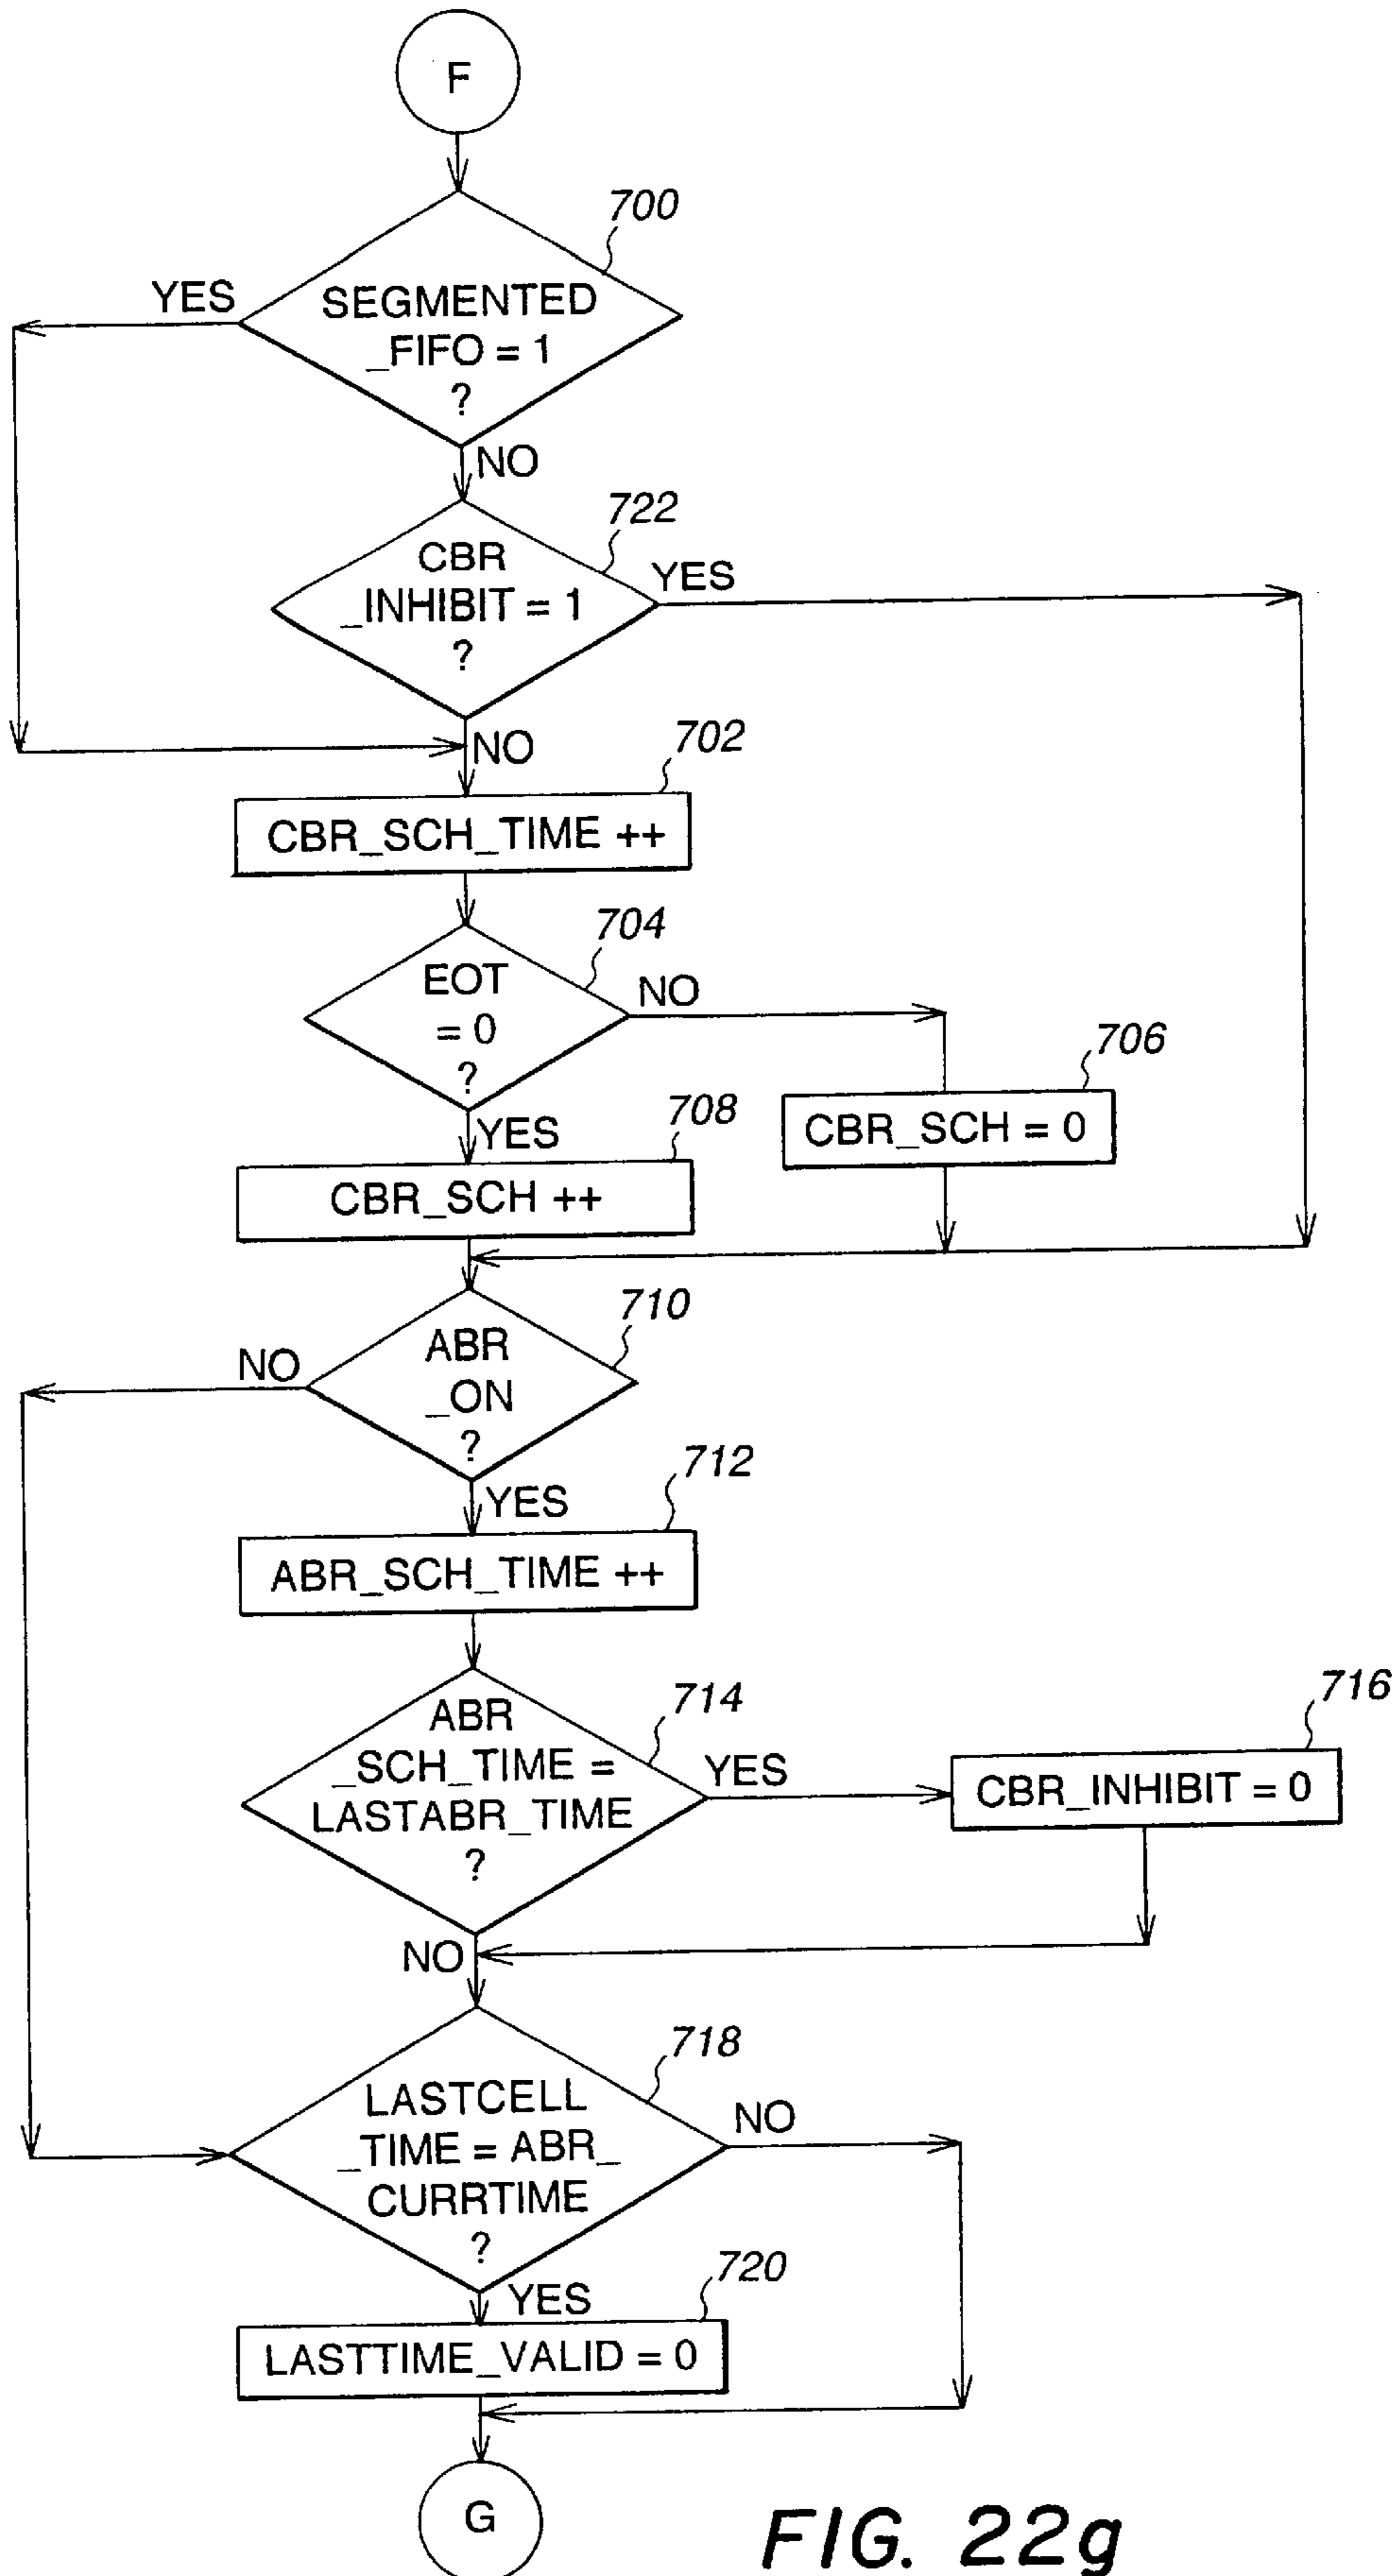 F
700
YES
SEGMENTED
_FIFO = 1
?
NO
722
CBR
_INHIBIT = 1
?
YES
NO
702
CBR_SCH_TIME ++
704
EOT
= 0
?
NO
706
CBR_SCH = 0
YES
708
CBR_SCH ++
710
NO
ABR
_ON
?
YES
712
ABR_SCH_TIME ++
714
ABR
_SCH_TIME =
LASTABR_TIME
?
YES
716
CBR_INHIBIT = 0
NO
718
LASTCELL
_TIME = ABR_
CURRTIME
?
NO
YES
720
LASTTIME_VALID = 0
G
FIG. 22g